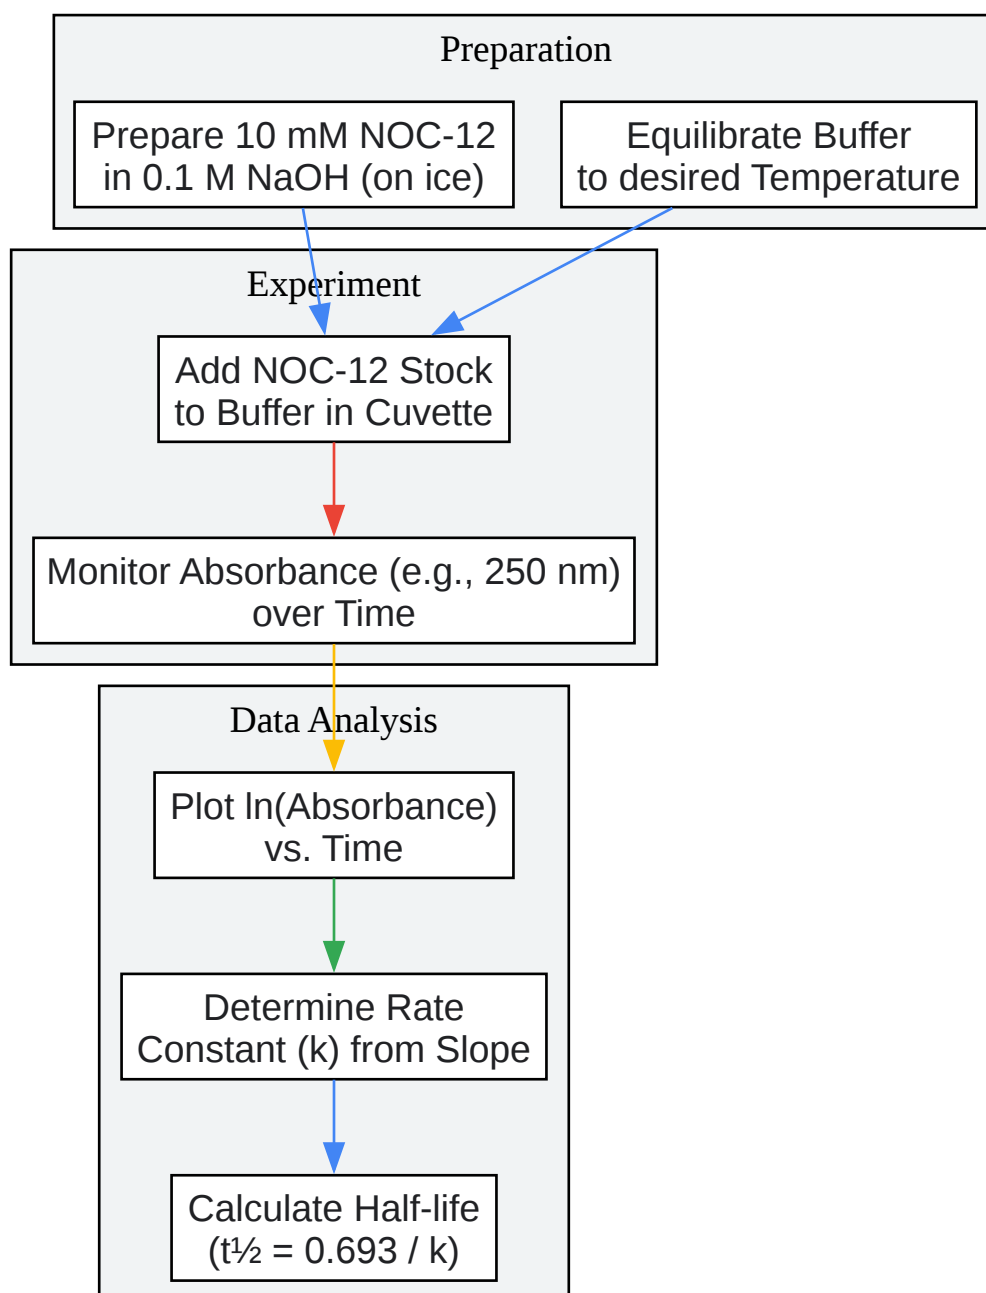 Preparation
Prepare 10 mM NOC-12
in 0.1 M NaOH (on ice)
Equilibrate Buffer
to desired Temperature
Experiment
Add NOC-12 Stock
to Buffer in Cuvette
Monitor Absorbance (e.g., 250 nm)
over Time
Data Analysis
Plot ln(Absorbance)
vs. Time
Determine Rate
Constant (k) from Slope
Calculate Half-life
(t½ = 0.693 / k)